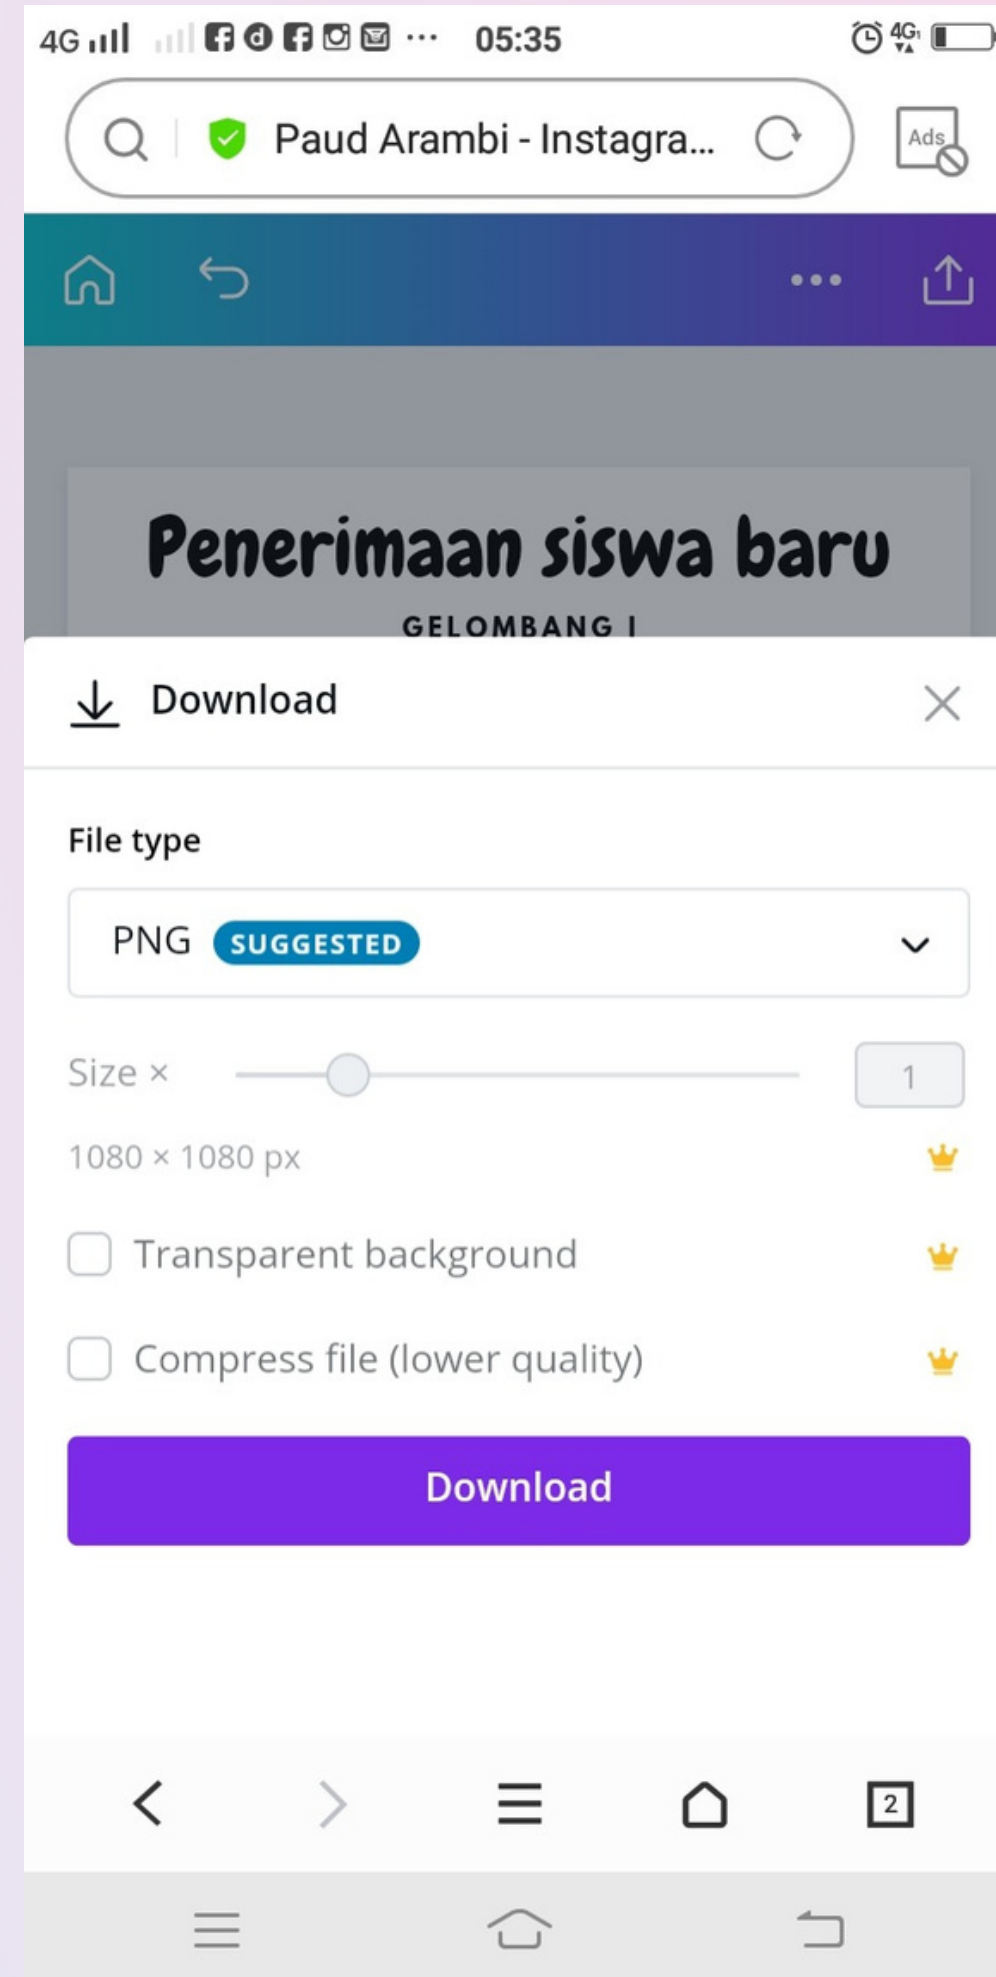 4G 05:35 4G
Paud Arambi - Instagra... Ads
Penerimaan siswa baru
GELOMBANG I
Download
File type
PNG SUGGESTED
Size × 1
1080 × 1080 px
Transparent background
Compress file (lower quality)
Download
2